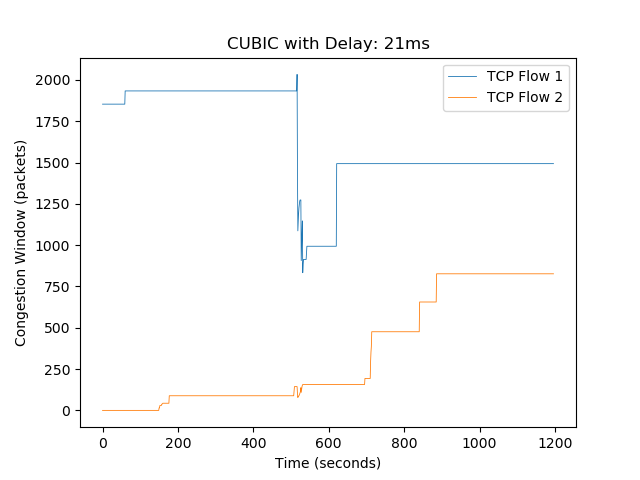 CUBIC with Delay: 21ms
TCP Flow 1
TCP Flow 2
Congestion Window (packets)
2000
1750
1500
1250
1000
750
500
250
0
0 200 400 600 800 1000 1200
Time (seconds)